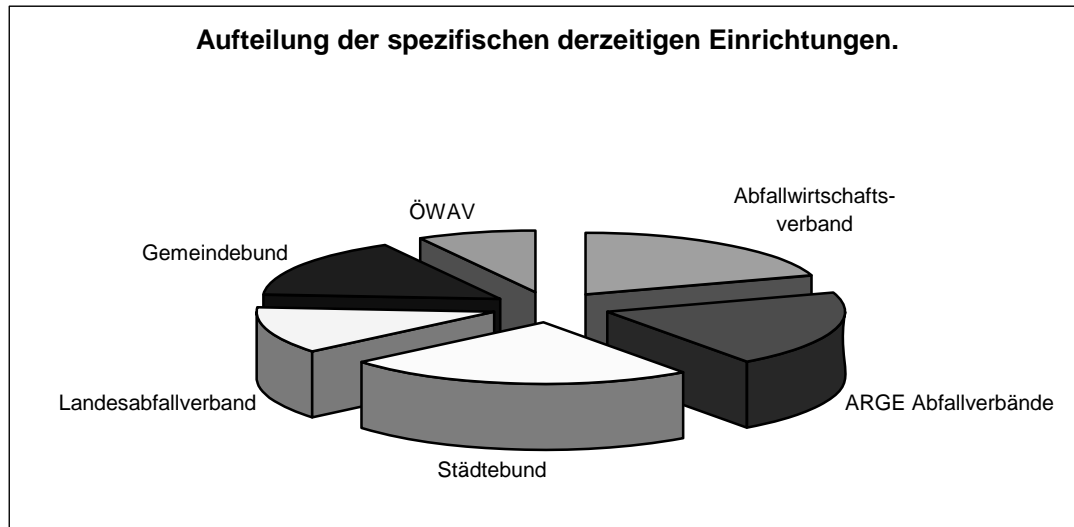 Aufteilung der spezifischen derzeitigen Einrichtungen.
ÖWAV
Abfallwirtschafts-
verband
Gemeindebund
Landesabfallverband
ARGE Abfallverbände
Städtebund